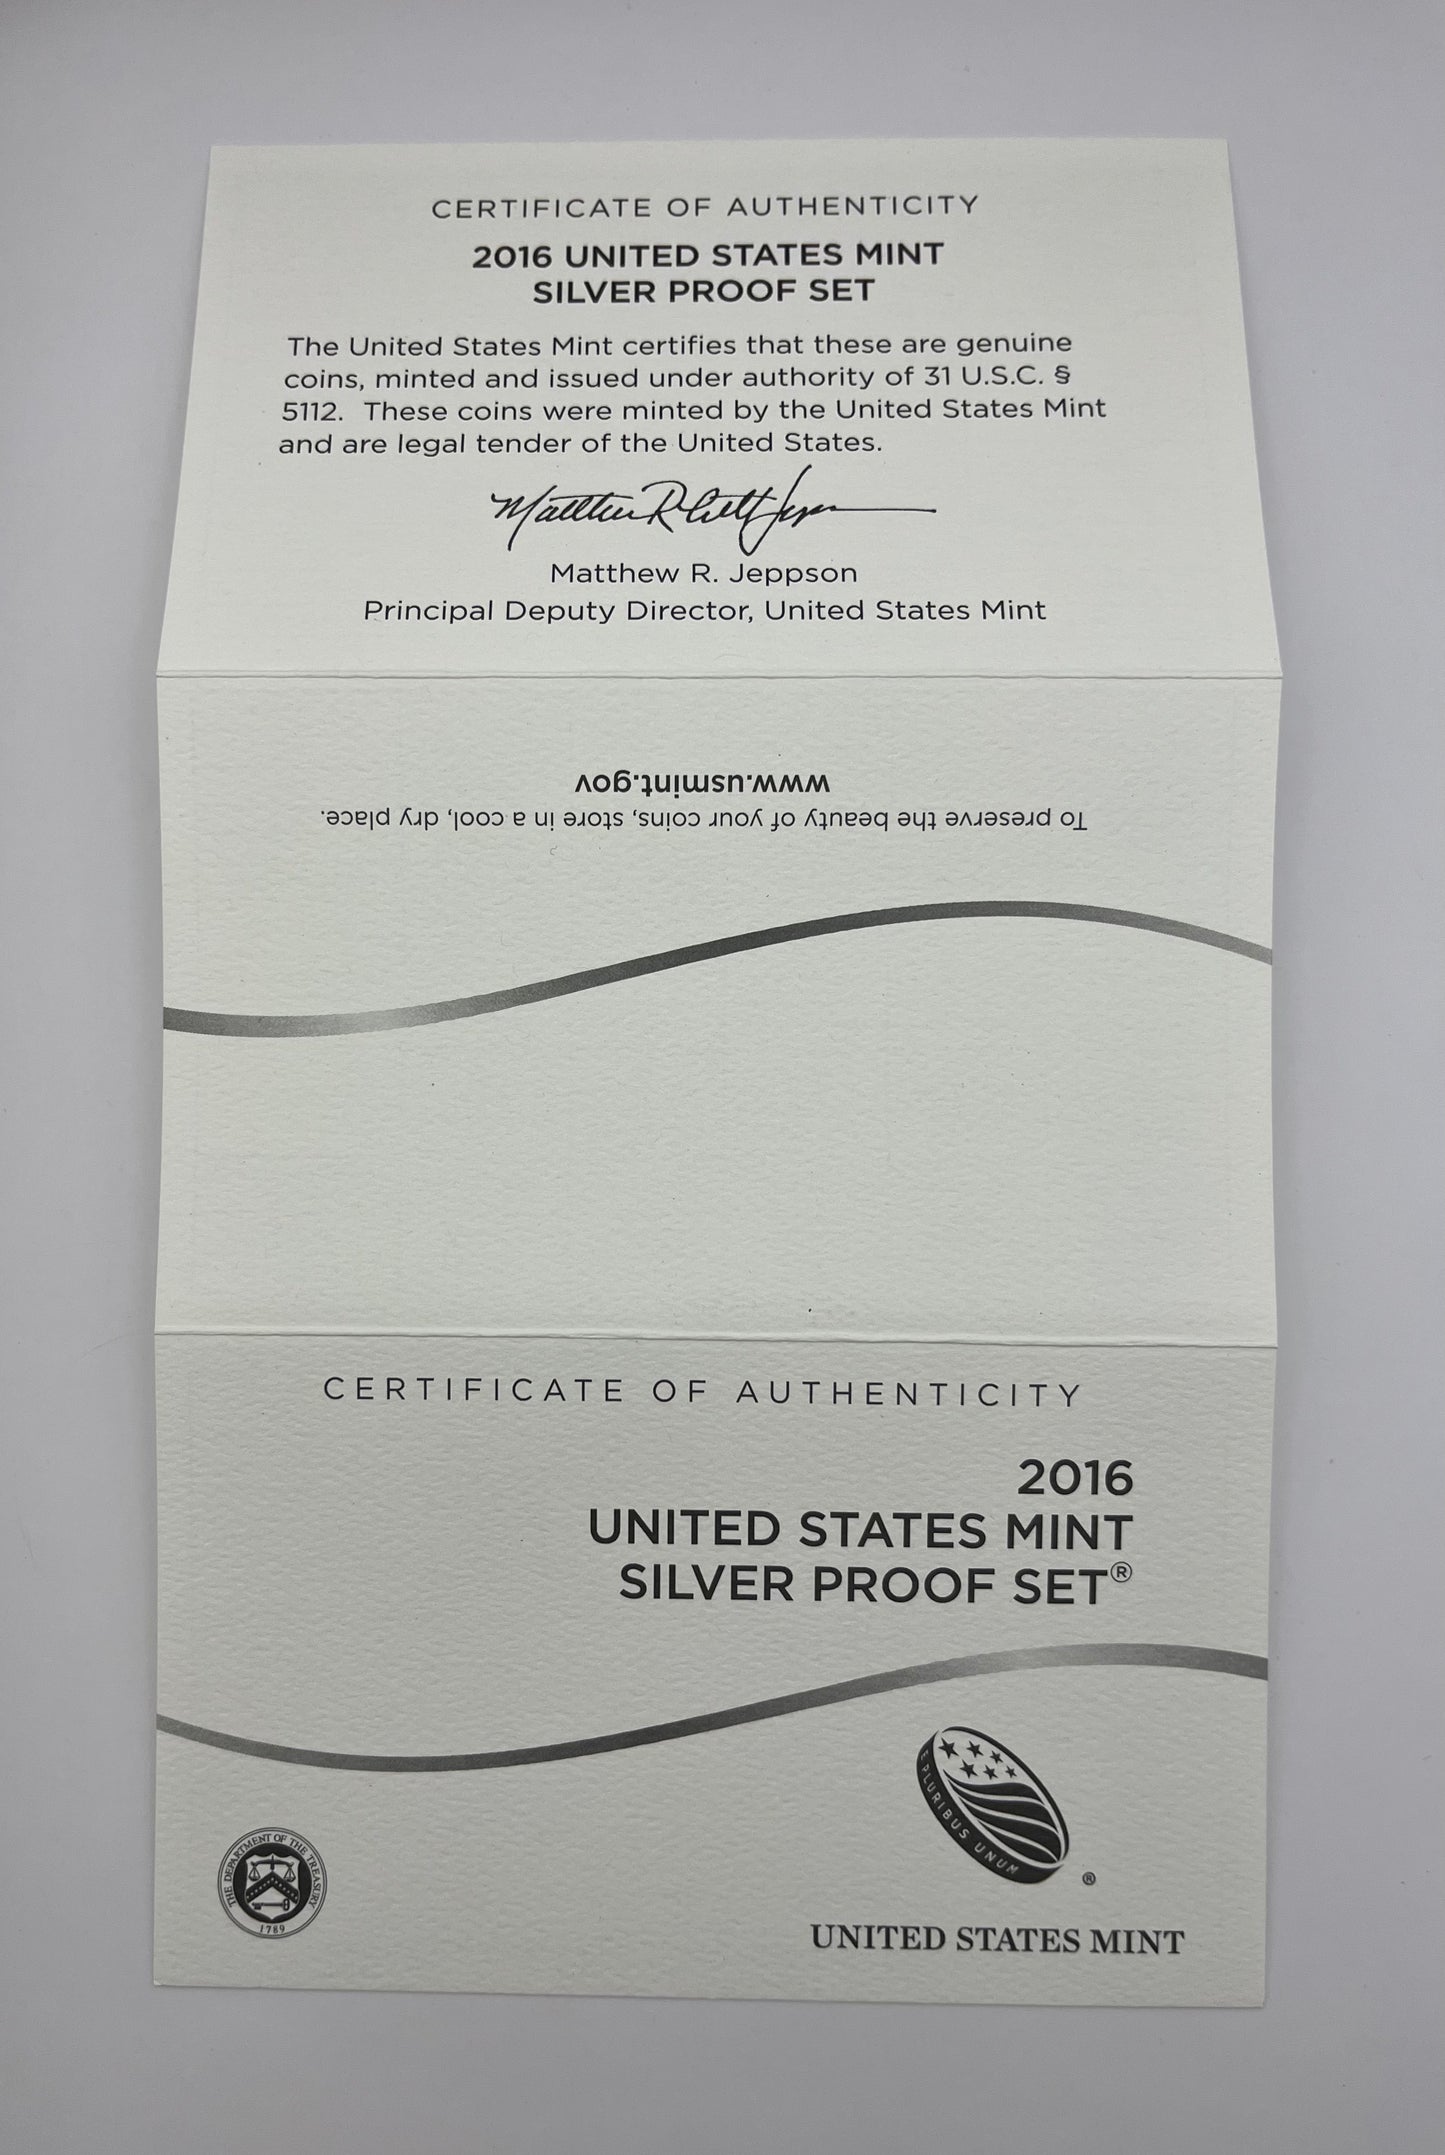 CERTIFICATE OF AUTHENTICITY
2016 UNITED STATES MINT
SILVER PROOF SET
The United States Mint certifies that these are genuine
coins, minted and issued under authority of 31 U.S.C. §
5112.  These coins were minted by the United States Mint
and are legal tender of the United States.
Matthew R. Jeppson
Principal Deputy Director, United States Mint
To preserve the beauty of your coins, store in a cool, dry place.
www.usmint.gov
CERTIFICATE OF AUTHENTICITY
2016
UNITED STATES MINT
SILVER PROOF SET®
E PLURIBUS UNUM
®
THE DEPARTMENT OF THE TREASURY
1789
UNITED STATES MINT